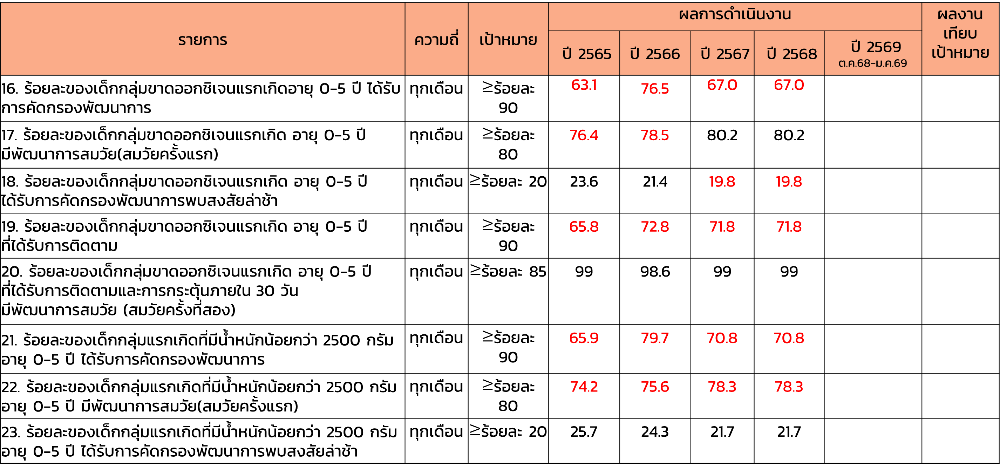 รายการ
ความถี่
เป้าหมาย
ผลการดำเนินงาน
ผลงาน
เทียบ
เป้าหมาย
ปี 2565
ปี 2566
ปี 2567
ปี 2568
ปี 2569
ต.ค.68-ม.ค.69
16. ร้อยละของเด็กกลุ่มขาดออกชิเจนแรกเกิดอายุ 0-5 ปี ได้รับ
การคัดกรองพัฒนาการ
ทุกเดือน
≥ร้อยละ
90
63.1
76.5
67.0
67.0
17. ร้อยละของเด็กกลุ่มขาดออกชิเจนแรกเกิด อายุ 0-5 ปี
มีพัฒนาการสมวัย(สมวัยครั้งแรก)
ทุกเดือน
≥ร้อยละ
80
76.4
78.5
80.2
80.2
18. ร้อยละของเด็กกลุ่มขาดออกชิเจนแรกเกิด อายุ 0-5 ปี
ได้รับการคัดกรองพัฒนาการพบสงสัยล่าช้า
ทุกเดือน
≥ร้อยละ 20
23.6
21.4
19.8
19.8
19. ร้อยละของเด็กกลุ่มขาดออกซิเจนแรกเกิด อายุ 0-5 ปี
ที่ได้รับการติดตาม
ทุกเดือน
≥ร้อยละ
90
65.8
72.8
71.8
71.8
20. ร้อยละของเด็กกลุ่มขาดออกซิเจนแรกเกิด อายุ 0-5 ปี
ที่ได้รับการติดตามและการกระตุ้นภายใน 30 วัน
มีพัฒนาการสมวัย (สมวัยครั้งที่สอง)
ทุกเดือน
≥ร้อยละ 85
99
98.6
99
99
21. ร้อยละของเด็กกลุ่มแรกเกิดที่มีน้ำหนักน้อยกว่า 2500 กรัม
อายุ 0-5 ปี ได้รับการคัดกรองพัฒนาการ
ทุกเดือน
≥ร้อยละ
90
65.9
79.7
70.8
70.8
22. ร้อยละของเด็กกลุ่มแรกเกิดที่มีน้ำหนักน้อยกว่า 2500 กรัม
อายุ 0-5 ปี มีพัฒนาการสมวัย(สมวัยครั้งแรก)
ทุกเดือน
≥ร้อยละ
80
74.2
75.6
78.3
78.3
23. ร้อยละของเด็กกลุ่มแรกเกิดที่มีน้ำหนักน้อยกว่า 2500 กรัม
อายุ 0-5 ปี ได้รับการคัดกรองพัฒนาการพบสงสัยล่าช้า
ทุกเดือน
≥ร้อยละ 20
25.7
24.3
21.7
21.7